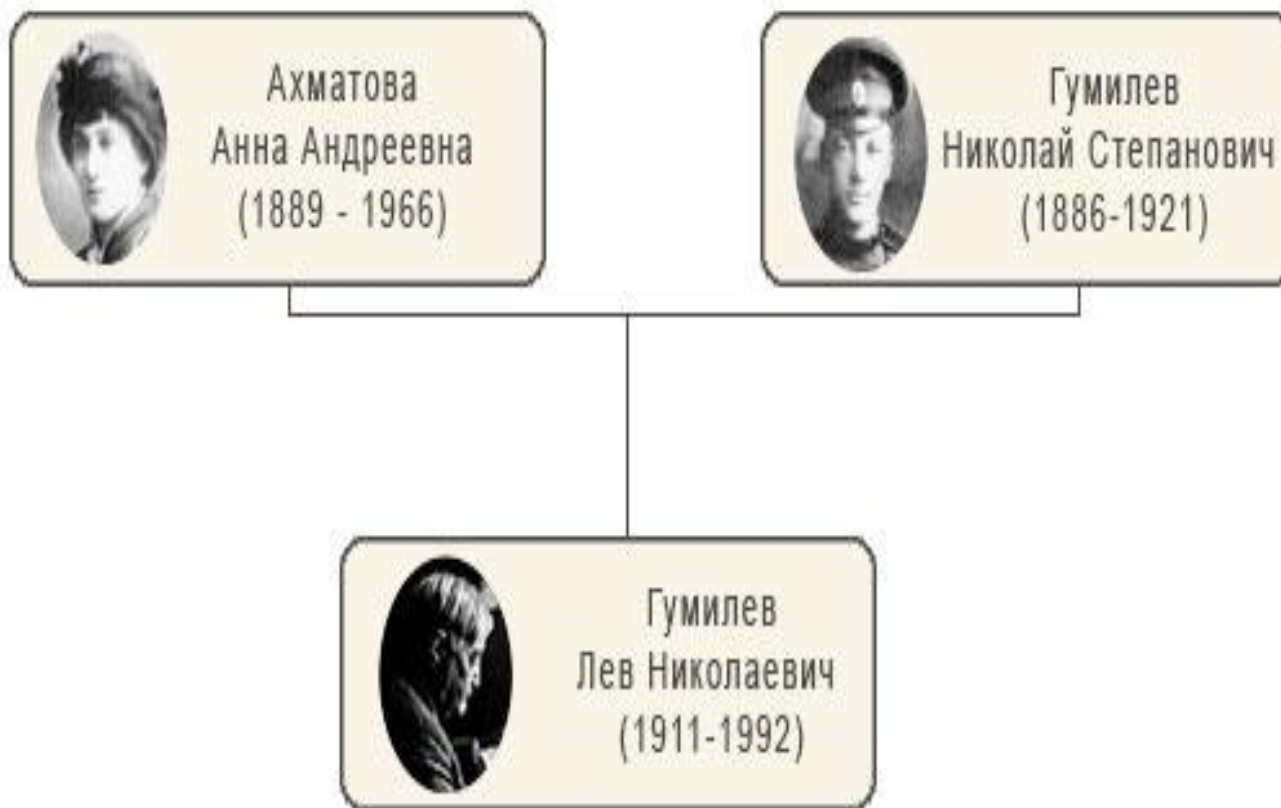 Ахматова
Анна Андреевна
(1889 - 1966)
Гумилев
Николай Степанович
(1886-1921)
Гумилев
Лев Николаевич
(1911-1992)